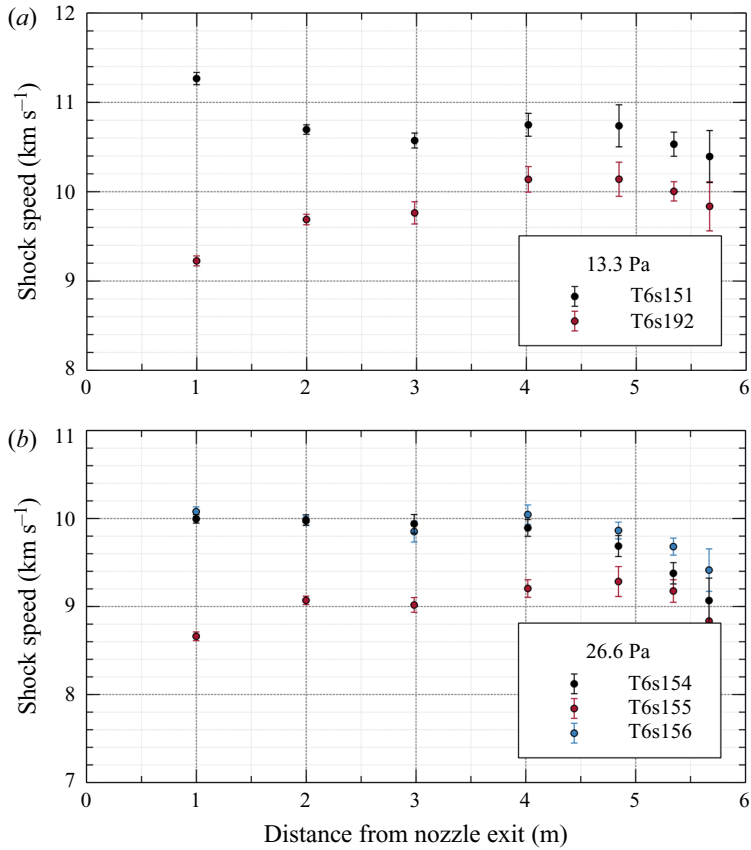 (a)
12
11
10
9
8
Shock speed (km s⁻¹)
13.3 Pa
T6s151
T6s192
0 1 2 3 4 5 6
(b)
11
10
9
8
7
Shock speed (km s⁻¹)
26.6 Pa
T6s154
T6s155
T6s156
0 1 2 3 4 5 6
Distance from nozzle exit (m)